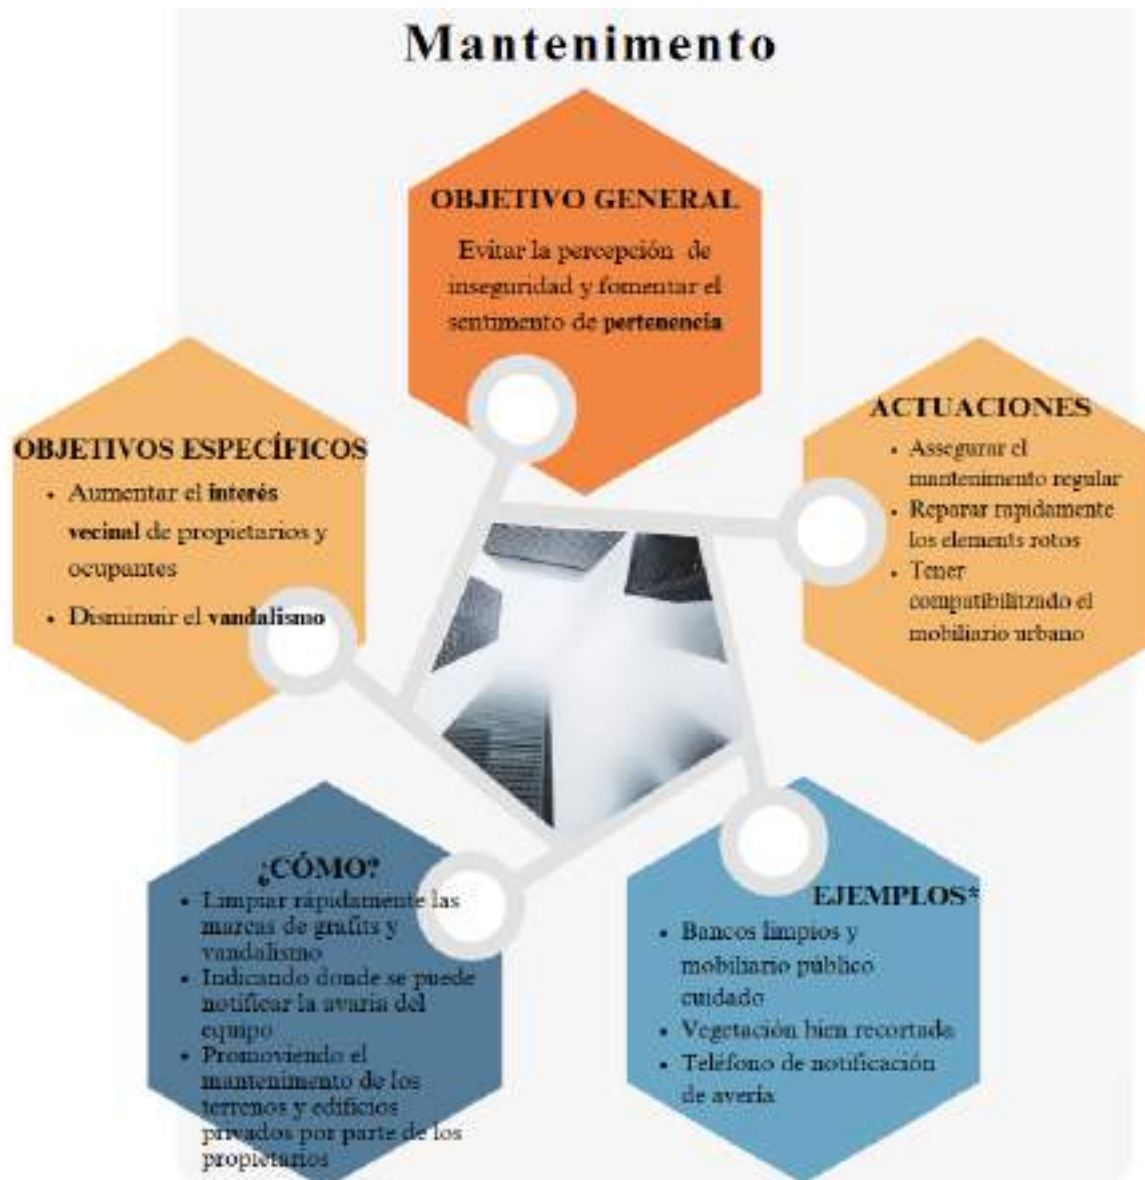 Mantenimento
OBJETIVO GENERAL
Evitar la percepción de
inseguridad y fomentar el
sentimento de pertenencia
OBJETIVOS ESPECÍFICOS
• Aumentar el interés
vecinal de propietarios y
ocupantes
• Disminuir el vandalismo
ACTUACIONES
• Assegurar el
mantenimento regular
• Reparar rapidamente
los elements rotos
• Tener
compatibilitzado el
mobiliario urbano
¿CÓMO?
• Limpiar rápidamente las
marcas de grafits y
vandalismo
• Indicando donde se puede
notificar la avaria del
equipo
• Promoviendo el
mantenimento de los
terrenos y edificios
privados por parte de los
propietarios
EJEMPLOS*
• Bancos limpios y
mobiliario público
cuidado
• Vegetación bien recortada
• Teléfono de notificación
de avería